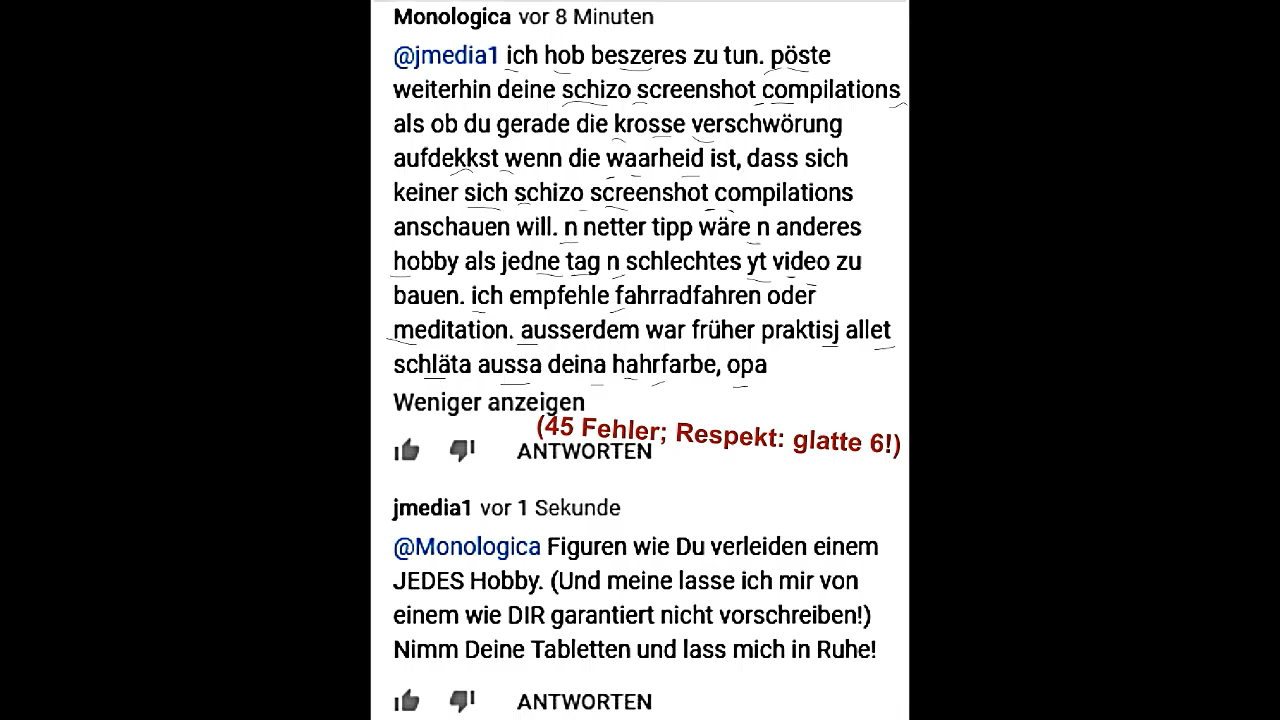 Monologica vor 8 Minuten
@jmedia1 ich hob beszeres zu tun. pöste
weiterhin deine schizo screenshot compilations
als ob du gerade die krosse verschwörung
aufdekkst wenn die waarheid ist, dass sich
keiner sich schizo screenshot compilations
anschauen will. n netter tipp wäre n anderes
hobby als jedne tag n schlechtes yt video zu
bauen. ich empfehle fahrradfahren oder
meditation. ausserdem war früher praktisj allet
schläta aussa deina hahrfarbe, opa
Weniger anzeigen
(45 Fehler; Respekt: glatte 6!)
ANTWORTEN
jmedia1 vor 1 Sekunde
@Monologica Figuren wie Du verleiden einem
JEDES Hobby. (Und meine lasse ich mir von
einem wie DIR garantiert nicht vorschreiben!)
Nimm Deine Tabletten und lass mich in Ruhe!
ANTWORTEN